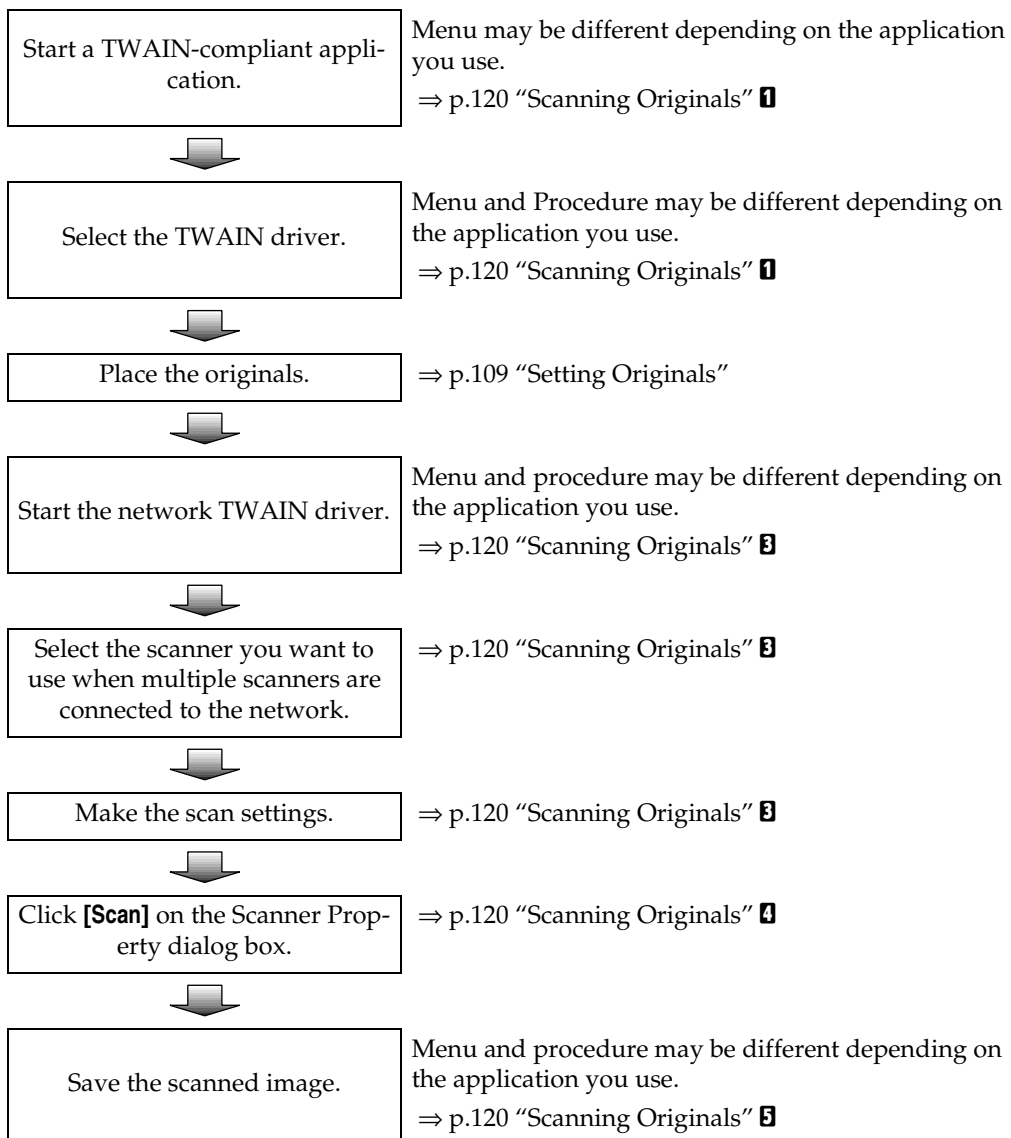 Start a TWAIN-compliant appli-
cation.
Menu may be different depending on the application
you use.
⇒ p.120 “Scanning Originals” 1
Select the TWAIN driver.
Menu and Procedure may be different depending on
the application you use.
⇒ p.120 “Scanning Originals” 1
Place the originals.
⇒ p.109 “Setting Originals”
Start the network TWAIN driver.
Menu and procedure may be different depending on
the application you use.
⇒ p.120 “Scanning Originals” 3
Select the scanner you want to
use when multiple scanners are
connected to the network.
⇒ p.120 “Scanning Originals” 3
Make the scan settings.
⇒ p.120 “Scanning Originals” 3
Click [Scan] on the Scanner Prop-
erty dialog box.
⇒ p.120 “Scanning Originals” 4
Save the scanned image.
Menu and procedure may be different depending on
the application you use.
⇒ p.120 “Scanning Originals” 5